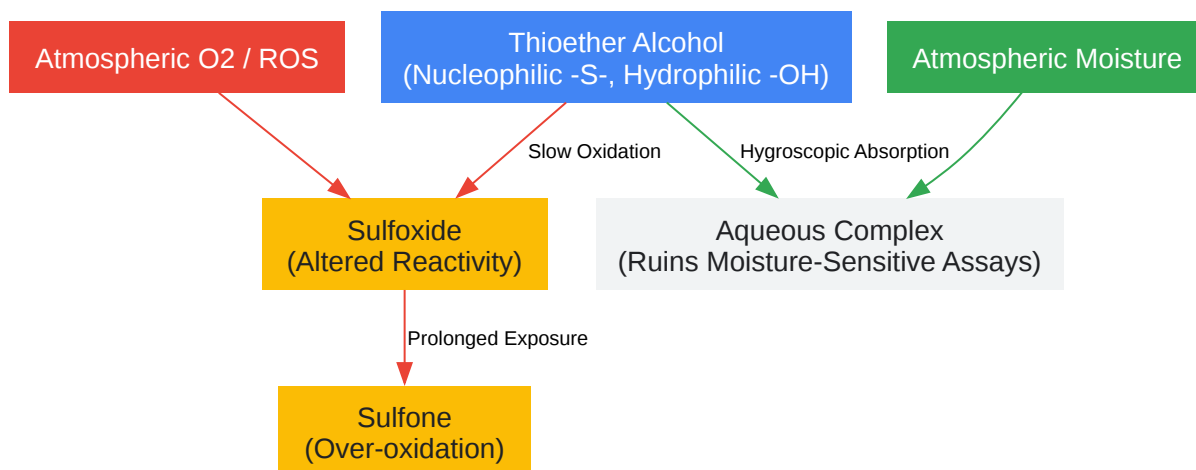 Atmospheric O2 / ROS
Thioether Alcohol
(Nucleophilic -S-, Hydrophilic -OH)
Atmospheric Moisture
Slow Oxidation
Hygroscopic Absorption
Sulfoxide
(Altered Reactivity)
Aqueous Complex
(Ruins Moisture-Sensitive Assays)
Prolonged Exposure
Sulfone
(Over-oxidation)